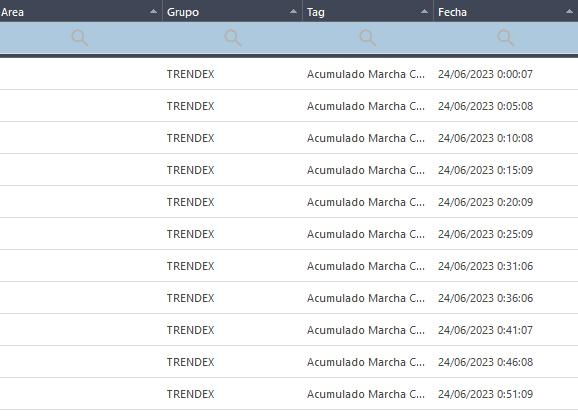 Area Grupo Tag Fecha
TRENDEX Acumulado Marcha C... 24/06/2023 0:00:07
TRENDEX Acumulado Marcha C... 24/06/2023 0:05:08
TRENDEX Acumulado Marcha C... 24/06/2023 0:10:08
TRENDEX Acumulado Marcha C... 24/06/2023 0:15:09
TRENDEX Acumulado Marcha C... 24/06/2023 0:20:09
TRENDEX Acumulado Marcha C... 24/06/2023 0:25:09
TRENDEX Acumulado Marcha C... 24/06/2023 0:31:06
TRENDEX Acumulado Marcha C... 24/06/2023 0:36:06
TRENDEX Acumulado Marcha C... 24/06/2023 0:41:07
TRENDEX Acumulado Marcha C... 24/06/2023 0:46:08
TRENDEX Acumulado Marcha C... 24/06/2023 0:51:09